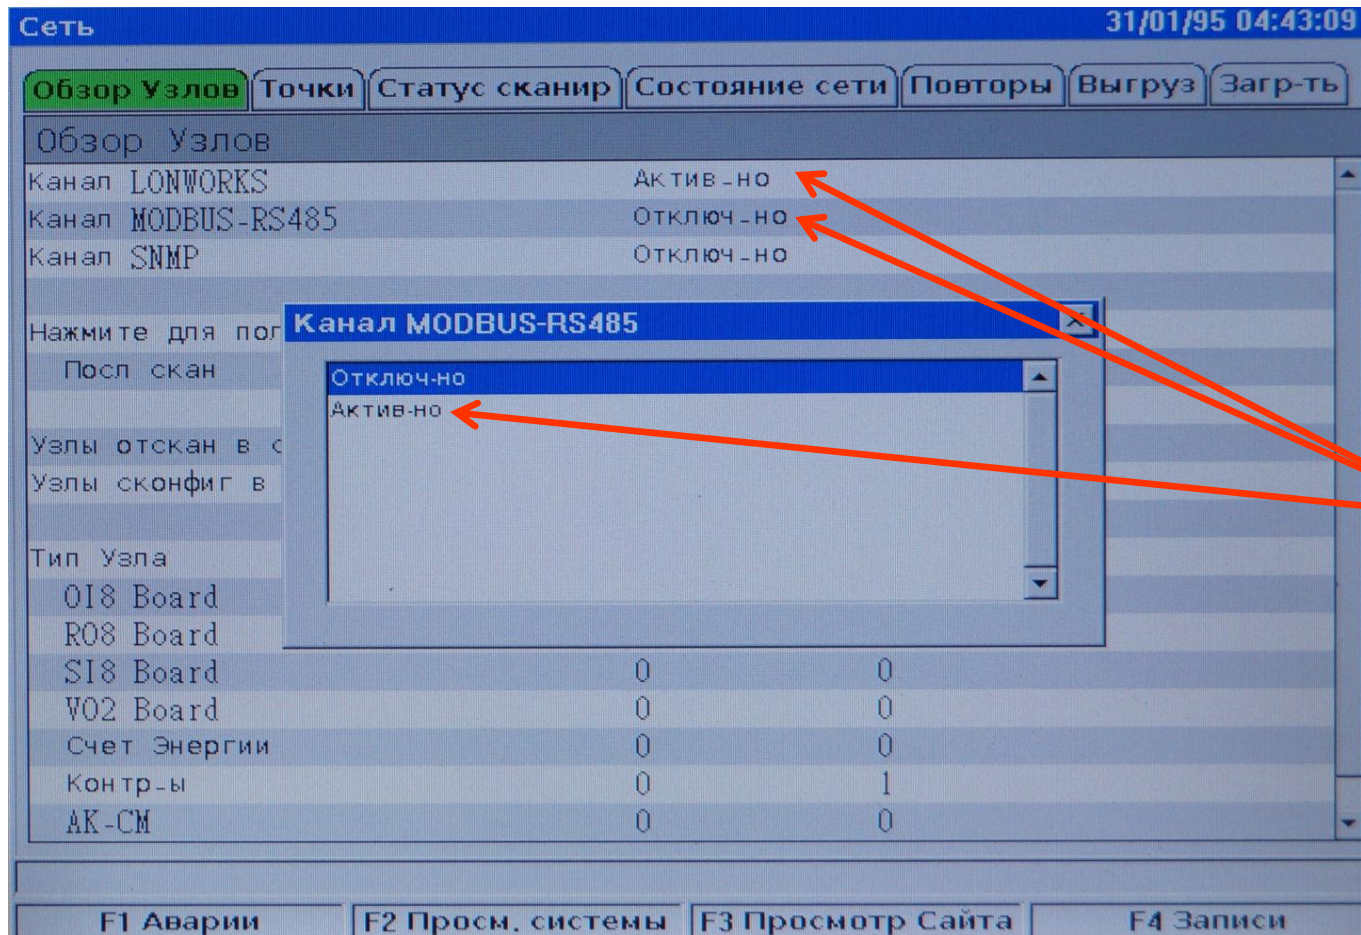 Сеть 31/01/95 04:43:09
Обзор Узлов Точки Статус сканир Состояние сети Повторы Выгруз Загр-ть
Обзор Узлов
Канал LONWORKS Актив-но
Канал MODBUS-RS485 Отключ-но
Канал SNMP Отключ-но
Нажмите для
Канал MODBUS-RS485
Посл скан
Отключ-но
Актив-но
Узлы отскан в
Узлы сконфиг в
Тип Узла
OI8 Board
RO8 Board
SI8 Board 0 0
VO2 Board 0 0
Счет Энергии 0 0
Контр-ы 0 1
AK-CM 0 0
F1 Аварии F2 Просм. системы F3 Просмотр Сайта F4 Записи